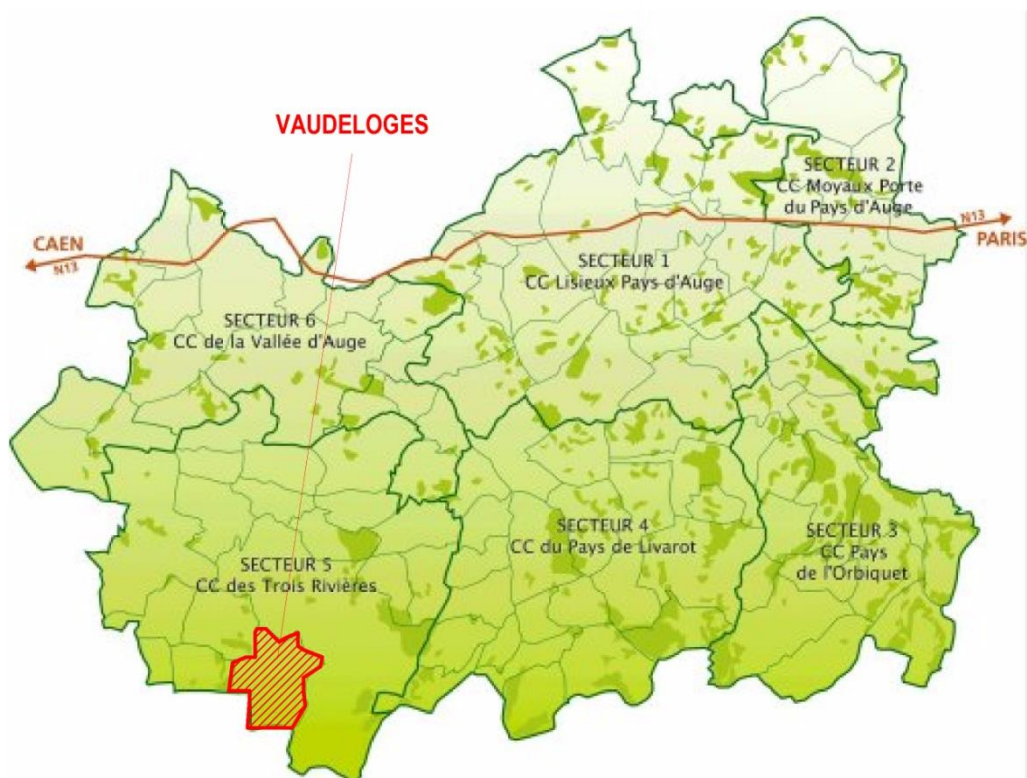 VAUDELOGES
SECTEUR 2
CC Moyaux Porte
du Pays d'Auge
N13
PARIS
CAEN
N13
SECTEUR 1
CC Lisieux Pays d'Auge
SECTEUR 6
CC de la Vallée d'Auge
SECTEUR 4
CC du Pays de Livarot
SECTEUR 3
CC Pays
de l'Orbiquet
SECTEUR 5
CC des Trois Rivières